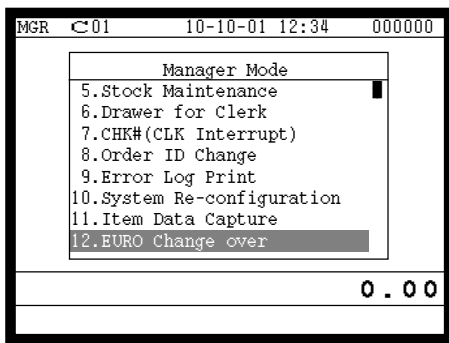 MGR C01 10-10-01 12:34 000000
Manager Mode
5.Stock Maintenance
6.Drawer for Clerk
7.CHK#(CLK Interrupt)
8.Order ID Change
9.Error Log Print
10.System Re-configuration
11.Item Data Capture
12.EURO Change over
0.00